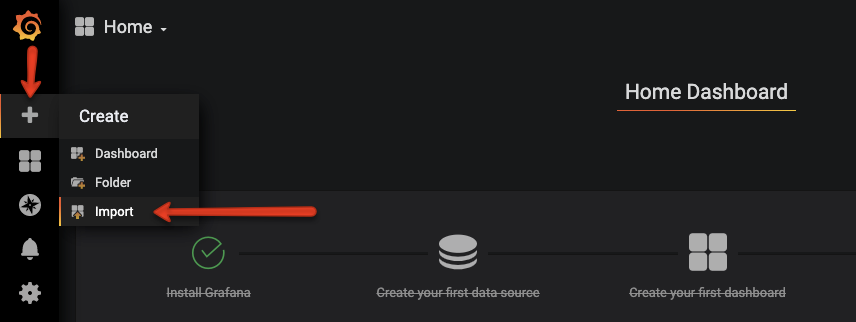 Home
Home Dashboard
Create
Dashboard
Folder
Import
Install Grafana
Create your first data source
Create your first dashboard